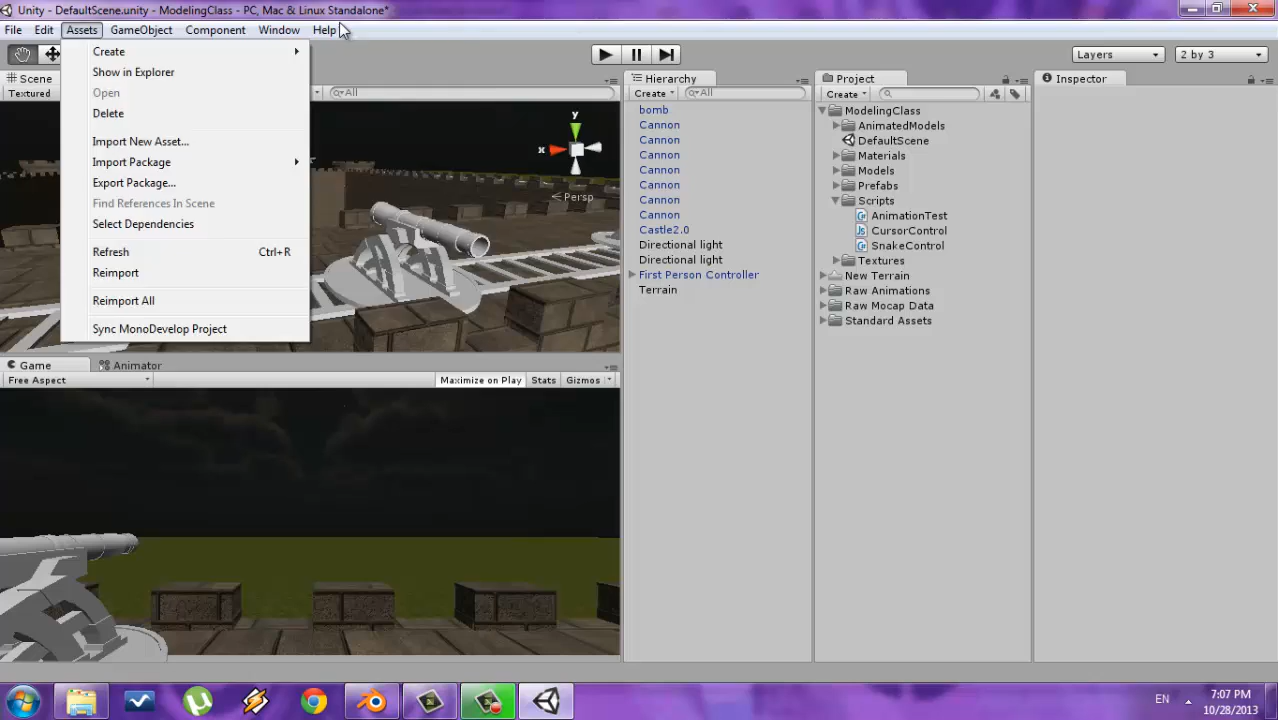 Unity - DefaultScene.unity - ModelingClass - PC, Mac & Linux Standalone*
File Edit Assets GameObject Component Window Help
Layers 2 by 3
Scene
Textured
All
Create
Show in Explorer
Open
Delete
Import New Asset...
Import Package
Export Package...
Find References In Scene
Select Dependencies
Refresh Ctrl+R
Reimport
Reimport All
Sync MonoDevelop Project
y
x
Persp
Game Animator
Free Aspect Maximize on Play Stats Gizmos
Hierarchy
Create All
bomb
Cannon
Cannon
Cannon
Cannon
Cannon
Cannon
Cannon
Castle2.0
Directional light
Directional light
First Person Controller
Terrain
Project
Create
ModelingClass
AnimatedModels
DefaultScene
Materials
Models
Prefabs
Scripts
AnimationTest
CursorControl
SnakeControl
Textures
New Terrain
Raw Animations
Raw Mocap Data
Standard Assets
Inspector
EN
7:07 PM
10/28/2013